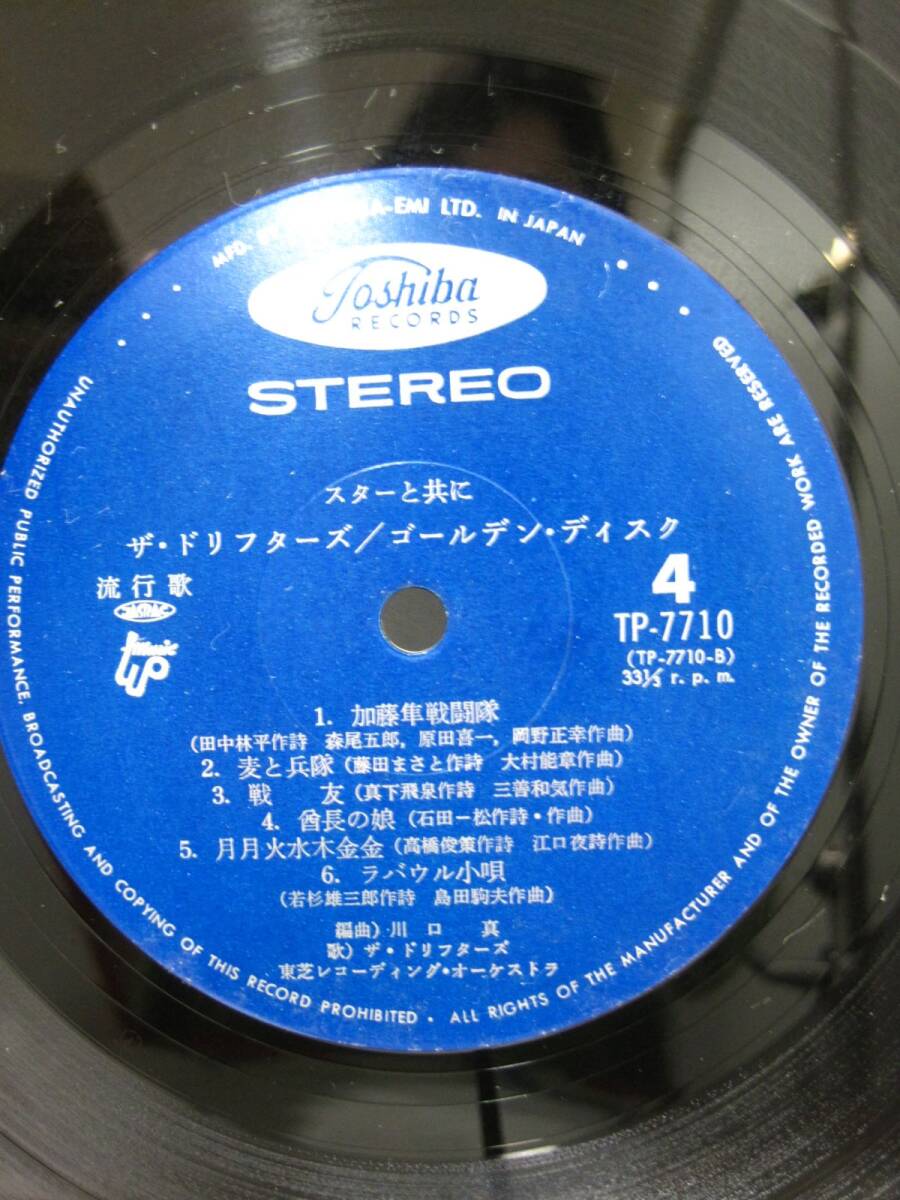 MFD. BY -EMI LTD. IN JAPAN
Toshiba
RECORDS
STEREO
スターと共に
ザ・ドリフターズ/ゴールデン・ディスク
流行歌
JASRAC
music
4
TP-7710
(TP-7710-B)
33⅓ r. p. m.
1. 加藤隼戦闘隊
(田中林平作詩 森尾五郎, 原田喜一, 岡野正幸作曲)
2. 麦と兵隊(藤田まさと作詩 大村能章作曲)
3. 戦 友(真下飛泉作詩 三善和気作曲)
4. 酋長の娘(石田一松作詩・作曲)
5. 月月火水木金金(高橋俊策作詩 江口夜詩作曲)
6. ラバウル小唄
(若杉雄三郎作詩 島田駒夫作曲)
編曲)川口 真
歌)ザ・ドリフターズ
東芝レコーディング・オーケストラ
UNAUTHORIZED PUBLIC PERFORMANCE, BROADCASTING AND COPYING OF THIS RECORD PROHIBITED • ALL RIGHTS OF THE MANUFACTURER AND OF THE OWNER OF THE RECORDED WORK ARE RESERVED